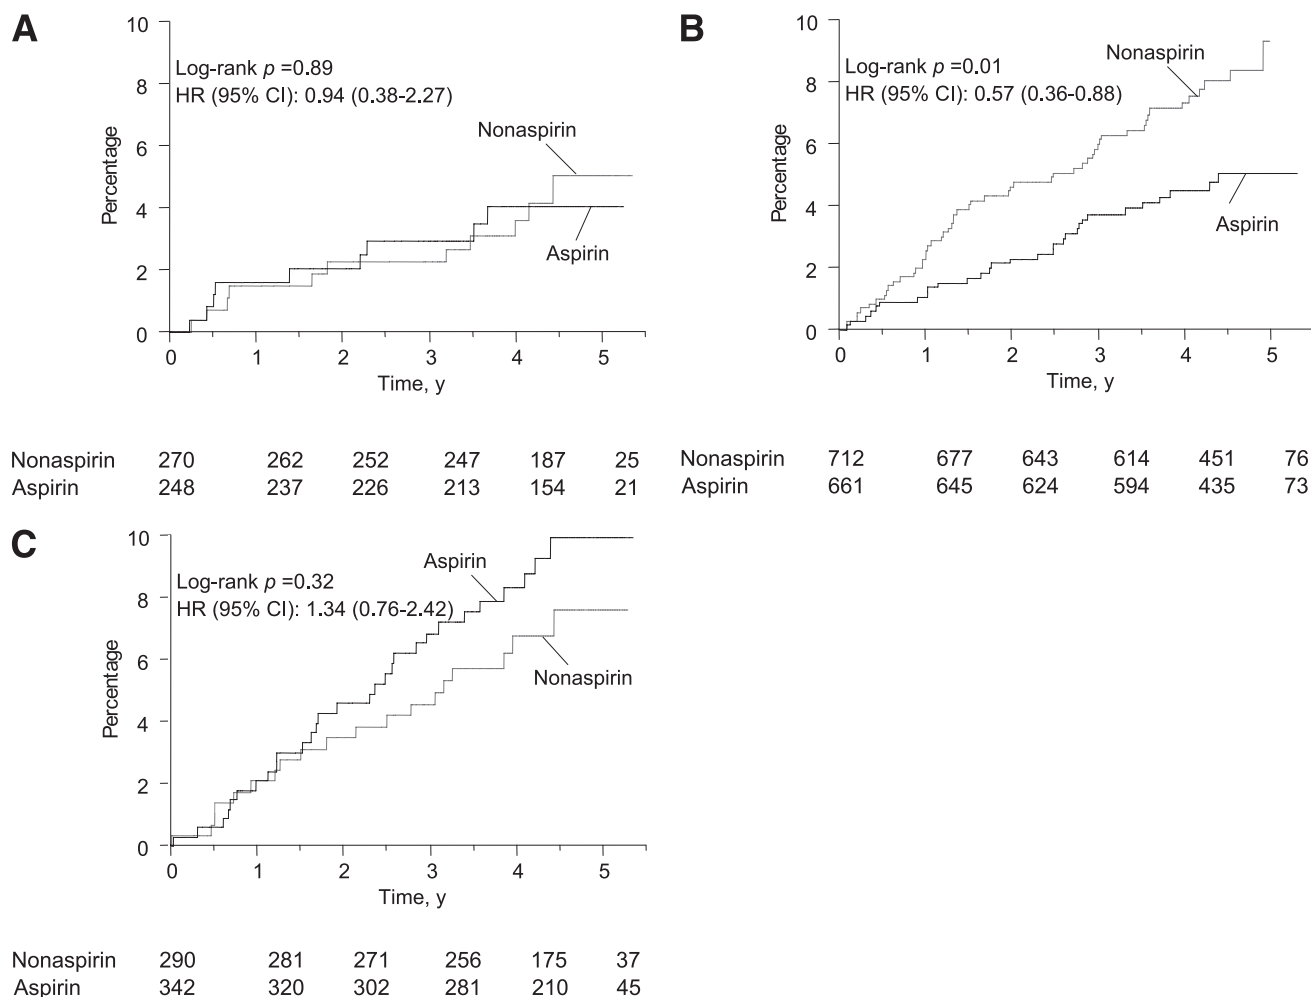 A
10
8
6
4
2
0
Percentage
Log-rank p =0.89
HR (95% CI): 0.94 (0.38-2.27)
Nonaspirin
Aspirin
0 1 2 3 4 5
Time, y
Nonaspirin 270 262 252 247 187 25
Aspirin 248 237 226 213 154 21
B
10
8
6
4
2
0
Percentage
Log-rank p =0.01
HR (95% CI): 0.57 (0.36-0.88)
Nonaspirin
Aspirin
0 1 2 3 4 5
Time, y
Nonaspirin 712 677 643 614 451 76
Aspirin 661 645 624 594 435 73
C
10
8
6
4
2
0
Percentage
Log-rank p =0.32
HR (95% CI): 1.34 (0.76-2.42)
Aspirin
Nonaspirin
0 1 2 3 4 5
Time, y
Nonaspirin 290 281 271 256 175 37
Aspirin 342 320 302 281 210 45